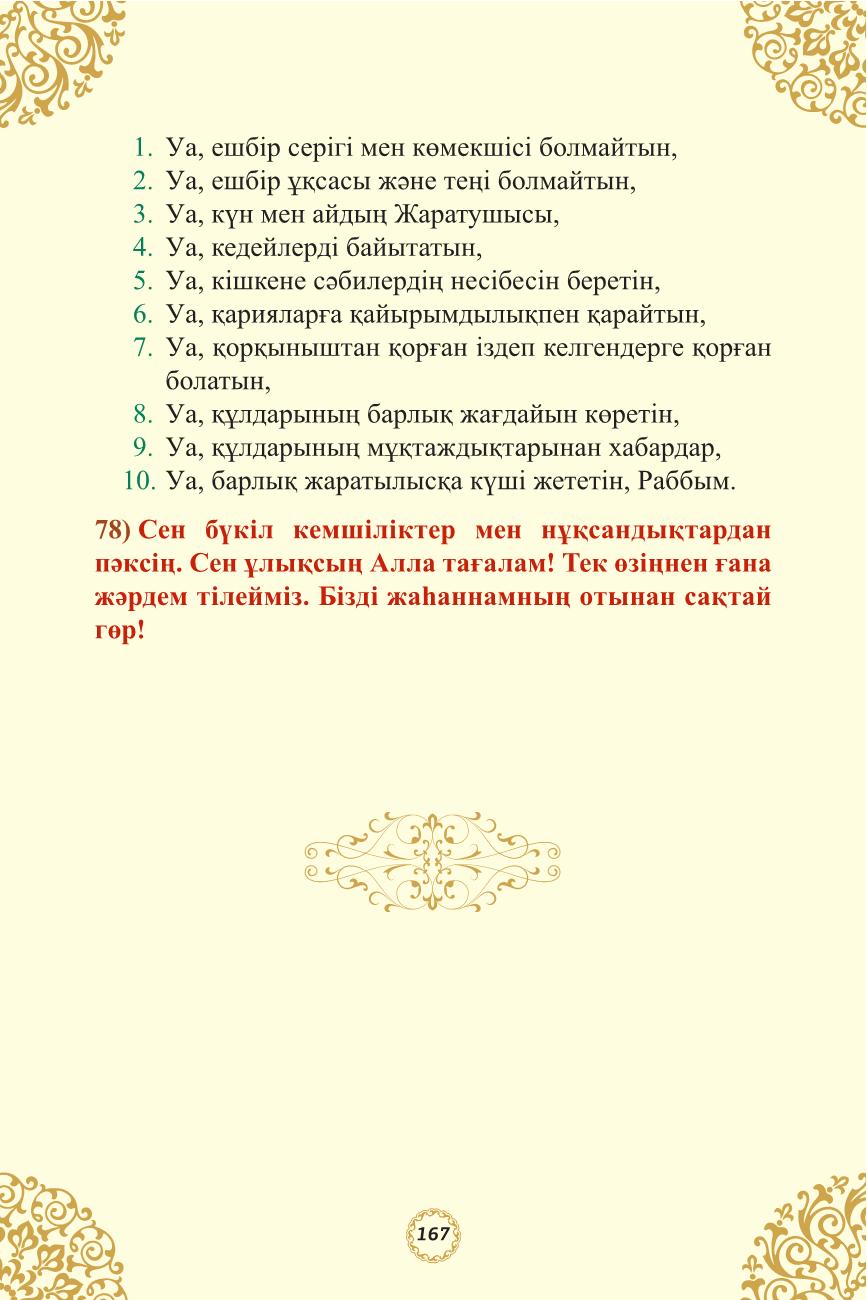 1. Уа, ешбір серігі мен көмекшісі болмайтын,
2. Уа, ешбір ұқсасы және теңі болмайтын,
3. Уа, күн мен айдың Жаратушысы,
4. Уа, кедейлерді байытатын,
5. Уа, кішкене сәбилердің несібесін беретін,
6. Уа, қарияларға қайырымдылықпен қарайтын,
7. Уа, қорқыныштан қорған іздеп келгендерге қорған
болатын,
8. Уа, құлдарының барлық жағдайын көретін,
9. Уа, құлдарының мұқтаждықтарынан хабардар,
10. Уа, барлық жаратылысқа күші жететін, Раббым.
78) Сен бүкіл кемшіліктер мен нұқсандықтардан
пәксің. Сен ұлықсың Алла тағалам! Тек өзіңнен ғана
жәрдем тілейміз. Бізді жаһаннамның отынан сақтай
гөр!
167